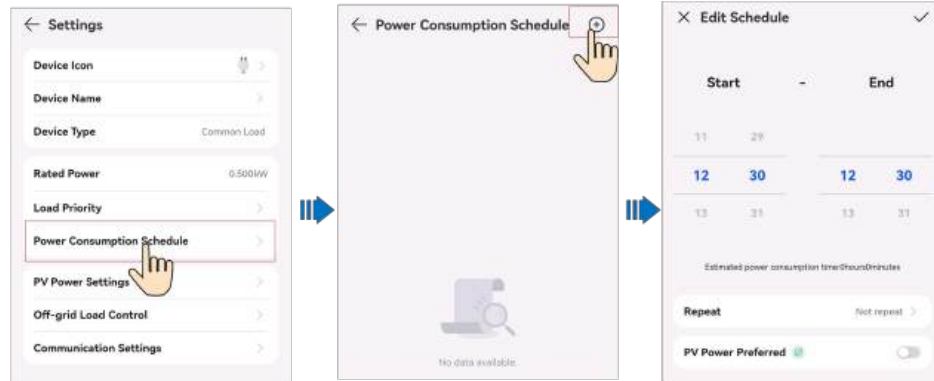 Settings
Device Icon
Device Name
Device Type Common Load
Rated Power 0.500kW
Load Priority
Power Consumption Schedule
PV Power Settings
Off-grid Load Control
Communication Settings
Power Consumption Schedule
No data available.
Edit Schedule
Start - End
11 29
12 30 12 30
13 31 13 31
Estimated power consumption time:0hours0minutes
Repeat Not repeat
PV Power Preferred